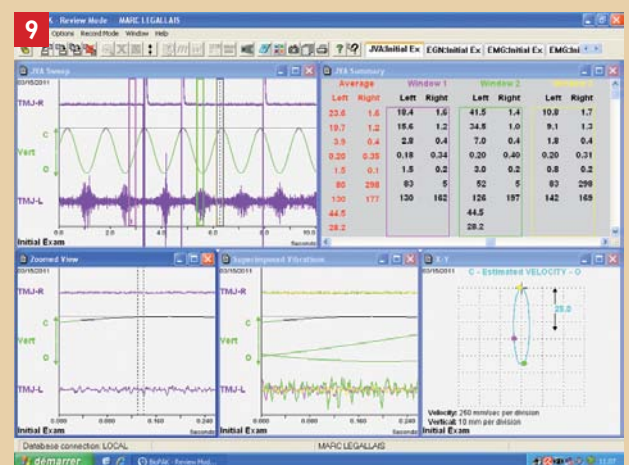 9
- Review Mode MARC LEGALLAIS
Options Record Mode Window Help
JVA:Initial Ex EGN:Initial Ex EMG:Initial Ex EMG:Ini
JVA Sweep
03/15/2011
TMJ-R
C
Vert
O
TMJ-L
0.0 2.0 4.0 6.0 8.0 10.0
Initial Exam Seconds
JVA Summary
Average Window 1 Window 2
Left Right Left Right Left Right Left Right
23.6 1.6 18.4 1.6 41.5 1.4 10.8 1.7
19.7 1.2 15.6 1.2 34.5 1.0 9.1 1.3
3.9 0.4 2.8 0.4 7.0 0.4 1.8 0.4
0.20 0.35 0.18 0.34 0.20 0.40 0.20 0.31
1.5 0.1 1.5 0.2 3.0 0.2 0.8 0.2
80 298 83 5 52 5 83 298
130 177 130 162 126 197 142 169
44.5 44.5
28.2 28.2
Zoomed View
03/15/2011
TMJ-R
C
Vert
O
TMJ-L
0.000 0.120 0.240
Initial Exam Seconds
Superimposed Vibrations
03/15/2011
TMJ-R
C
Vert
O
TMJ-L
0.000 0.120 0.240
Initial Exam Seconds
X-Y
03/15/2011 C - Estimated VELOCITY - O
25.0
Velocity: 260 mm/sec per division
Vertical: 10 mm per division
Initial Exam
Database connection: LOCAL MARC LEGALLAIS
démarrer BioPAK - Review Mod... 11:07